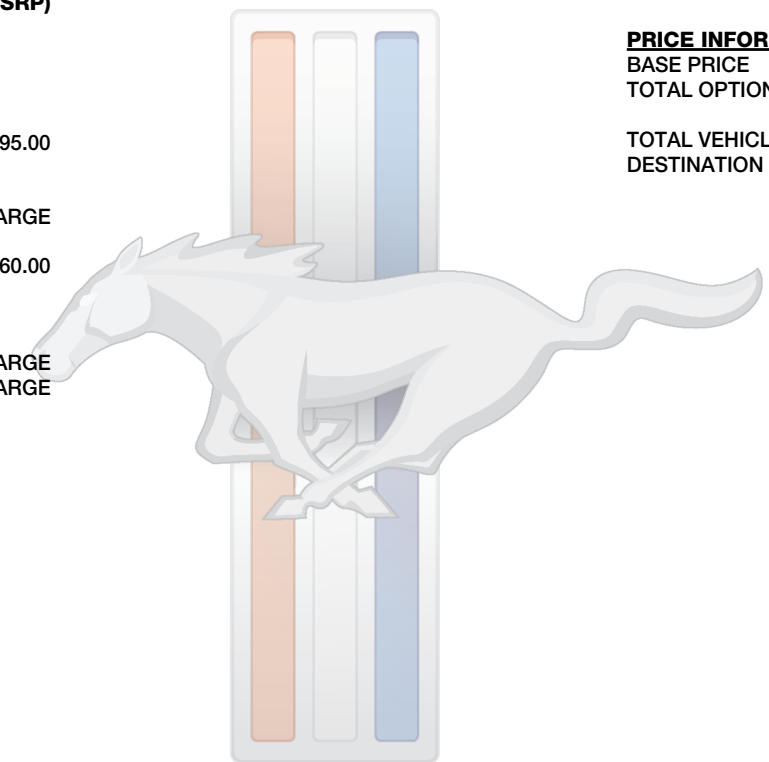 SRP)
95.00
ARGE
60.00
ARGE
ARGE
PRICE INFOR
BASE PRICE
TOTAL OPTION
TOTAL VEHICL
DESTINATION